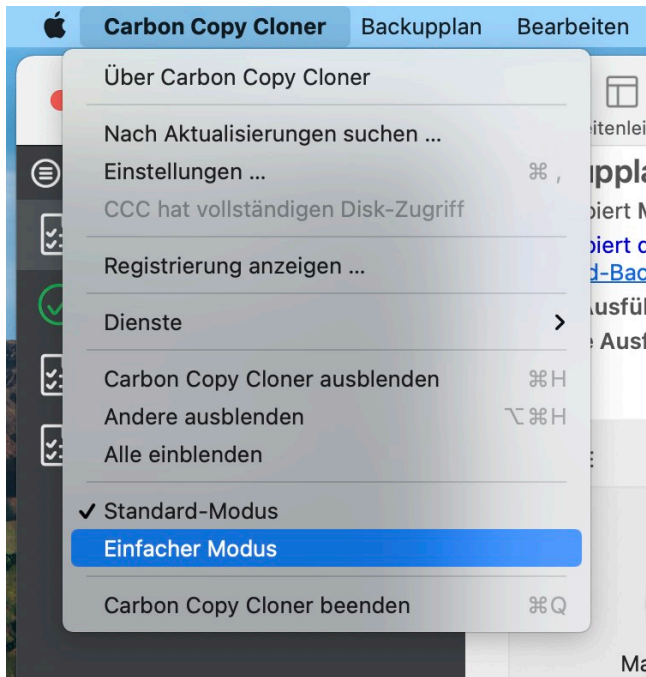 Carbon Copy Cloner Backupplan Bearbeiten
Über Carbon Copy Cloner
Nach Aktualisierungen suchen ...
Einstellungen ... ⌘ ,
CCC hat vollständigen Disk-Zugriff
Registrierung anzeigen ...
Dienste
Carbon Copy Cloner ausblenden ⌘H
Andere ausblenden ⌥⌘H
Alle einblenden
✓ Standard-Modus
Einfacher Modus
Carbon Copy Cloner beenden ⌘Q